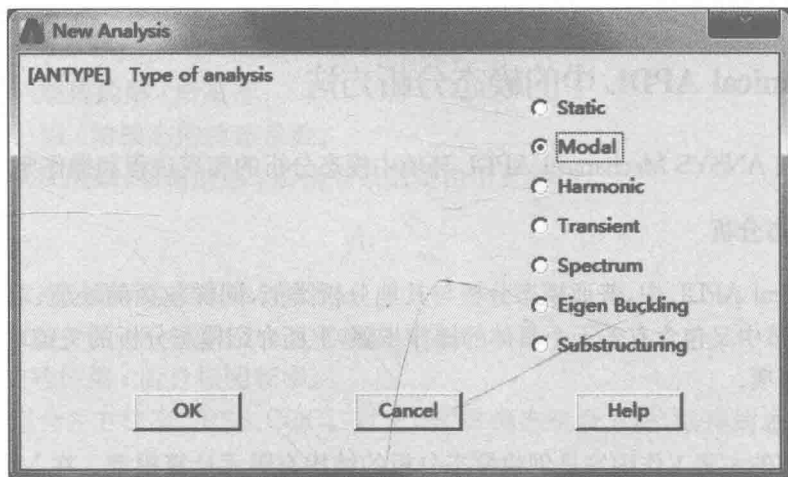 New Analysis
[ANTYPE] Type of analysis
Static
Modal
Harmonic
Transient
Spectrum
Eigen Buckling
Substructuring
OK Cancel Help